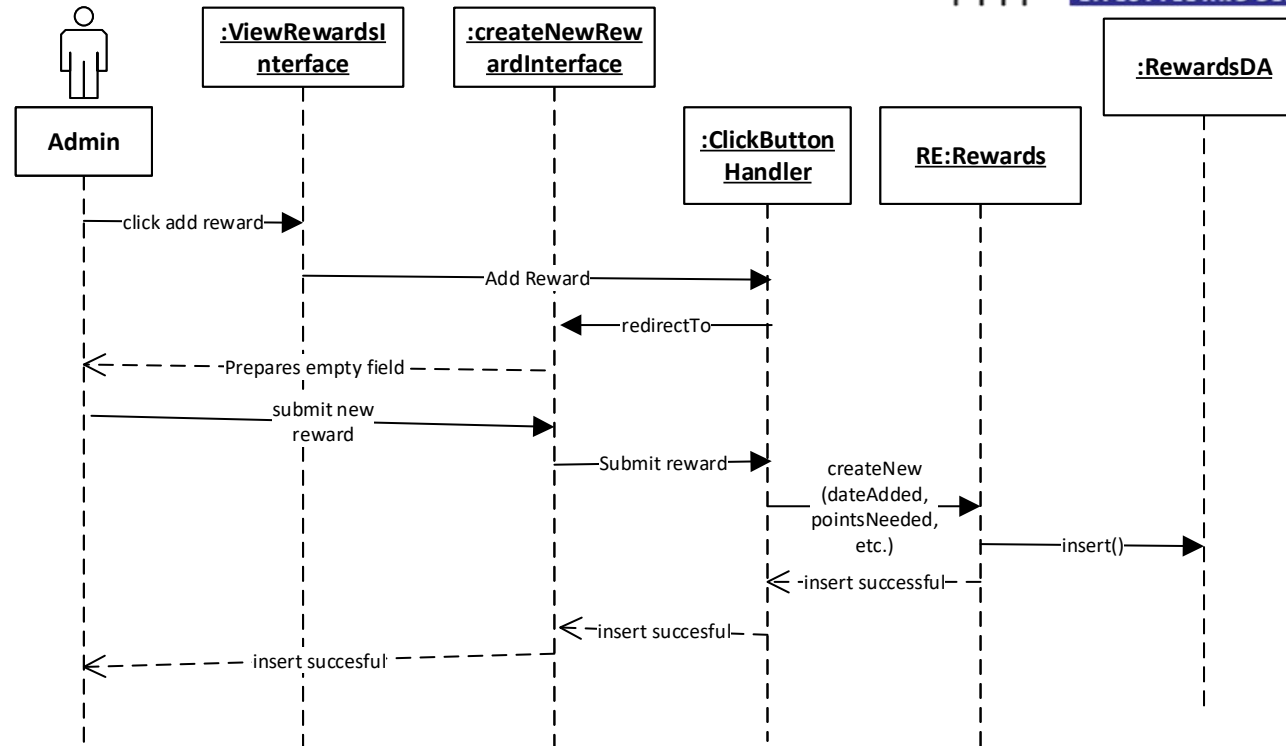 :ViewRewardsI
nterface
:createNewRew
ardInterface
:RewardsDA
Admin
:ClickButton
Handler
RE:Rewards
click add reward
Add Reward
redirectTo
Prepares empty field
submit new
reward
Submit reward
createNew
(dateAdded,
pointsNeeded,
etc.)
insert()
insert successful
insert succesful
insert succesful